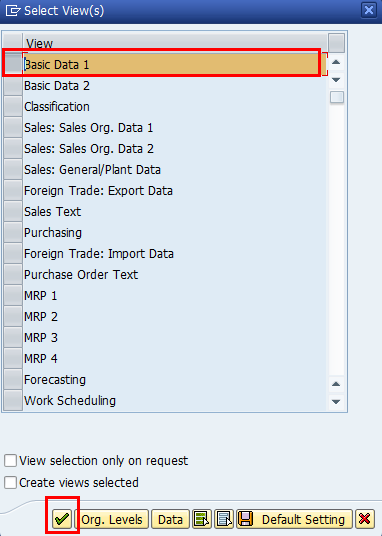 Select View(s)
View
Basic Data 1
Basic Data 2
Classification
Sales: Sales Org. Data 1
Sales: Sales Org. Data 2
Sales: General/Plant Data
Foreign Trade: Export Data
Sales Text
Purchasing
Foreign Trade: Import Data
Purchase Order Text
MRP 1
MRP 2
MRP 3
MRP 4
Forecasting
Work Scheduling
View selection only on request
Create views selected
Org. Levels Data Default Setting